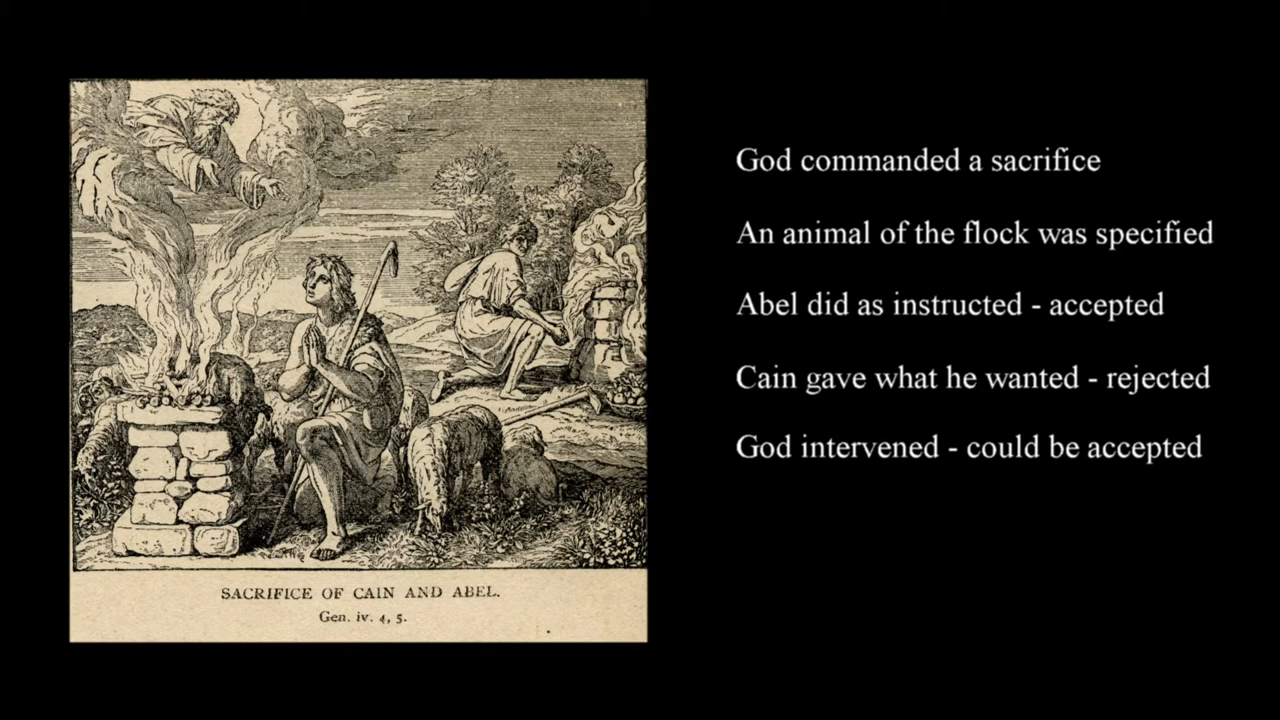 SACRIFICE OF CAIN AND ABEL.
Gen. iv. 4, 5.
God commanded a sacrifice
An animal of the flock was specified
Abel did as instructed - accepted
Cain gave what he wanted - rejected
God intervened - could be accepted